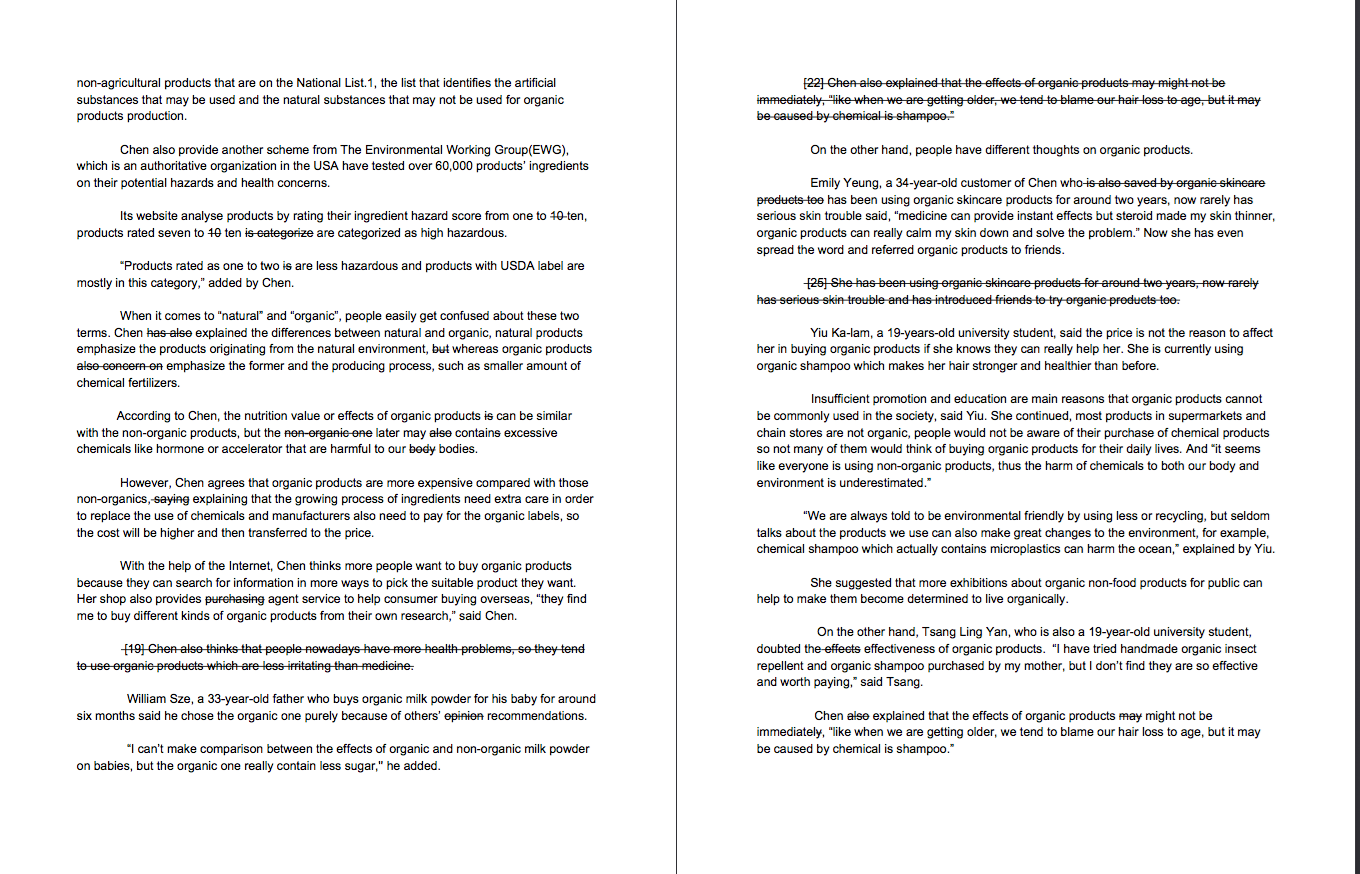 non-agricultural products that are on the National List.1, the list that identifies the artificial
substances that may be used and the natural substances that may not be used for organic
products production.
Chen also provide another scheme from The Environmental Working Group(EWG),
which is an authoritative organization in the USA have tested over 60,000 products' ingredients
on their potential hazards and health concerns.
Its website analyse products by rating their ingredient hazard score from one to 10 ten,
products rated seven to 10 ten is categorize are categorized as high hazardous.
“Products rated as one to two is are less hazardous and products with USDA label are
mostly in this category,” added by Chen.
When it comes to “natural” and “organic”, people easily get confused about these two
terms. Chen has also explained the differences between natural and organic, natural products
emphasize the products originating from the natural environment, but whereas organic products
also concern on emphasize the former and the producing process, such as smaller amount of
chemical fertilizers.
According to Chen, the nutrition value or effects of organic products is can be similar
with the non-organic products, but the non-organic one later may also contains excessive
chemicals like hormone or accelerator that are harmful to our body bodies.
However, Chen agrees that organic products are more expensive compared with those
non-organics, saying explaining that the growing process of ingredients need extra care in order
to replace the use of chemicals and manufacturers also need to pay for the organic labels, so
the cost will be higher and then transferred to the price.
With the help of the Internet, Chen thinks more people want to buy organic products
because they can search for information in more ways to pick the suitable product they want.
Her shop also provides purchasing agent service to help consumer buying overseas, “they find
me to buy different kinds of organic products from their own research,” said Chen.
[19] Chen also thinks that people nowadays have more health problems, so they tend
to use organic products which are less irritating than medicine.
William Sze, a 33-year-old father who buys organic milk powder for his baby for around
six months said he chose the organic one purely because of others' opinion recommendations.
“I can't make comparison between the effects of organic and non-organic milk powder
on babies, but the organic one really contain less sugar," he added.
[22] Chen also explained that the effects of organic products may might not be
immediately, “like when we are getting older, we tend to blame our hair loss to age, but it may
be caused by chemical is shampoo.”
On the other hand, people have different thoughts on organic products.
Emily Yeung, a 34-year-old customer of Chen who is also saved by organic skincare
products too has been using organic skincare products for around two years, now rarely has
serious skin trouble said, “medicine can provide instant effects but steroid made my skin thinner,
organic products can really calm my skin down and solve the problem.” Now she has even
spread the word and referred organic products to friends.
[25] She has been using organic skincare products for around two years, now rarely
has serious skin trouble and has introduced friends to try organic products too.
Yiu Ka-lam, a 19-years-old university student, said the price is not the reason to affect
her in buying organic products if she knows they can really help her. She is currently using
organic shampoo which makes her hair stronger and healthier than before.
Insufficient promotion and education are main reasons that organic products cannot
be commonly used in the society, said Yiu. She continued, most products in supermarkets and
chain stores are not organic, people would not be aware of their purchase of chemical products
so not many of them would think of buying organic products for their daily lives. And “it seems
like everyone is using non-organic products, thus the harm of chemicals to both our body and
environment is underestimated.”
“We are always told to be environmental friendly by using less or recycling, but seldom
talks about the products we use can also make great changes to the environment, for example,
chemical shampoo which actually contains microplastics can harm the ocean,” explained by Yiu.
She suggested that more exhibitions about organic non-food products for public can
help to make them become determined to live organically.
On the other hand, Tsang Ling Yan, who is also a 19-year-old university student,
doubted the effects effectiveness of organic products. “I have tried handmade organic insect
repellent and organic shampoo purchased by my mother, but I don't find they are so effective
and worth paying,” said Tsang.
Chen also explained that the effects of organic products may might not be
immediately, “like when we are getting older, we tend to blame our hair loss to age, but it may
be caused by chemical is shampoo.”